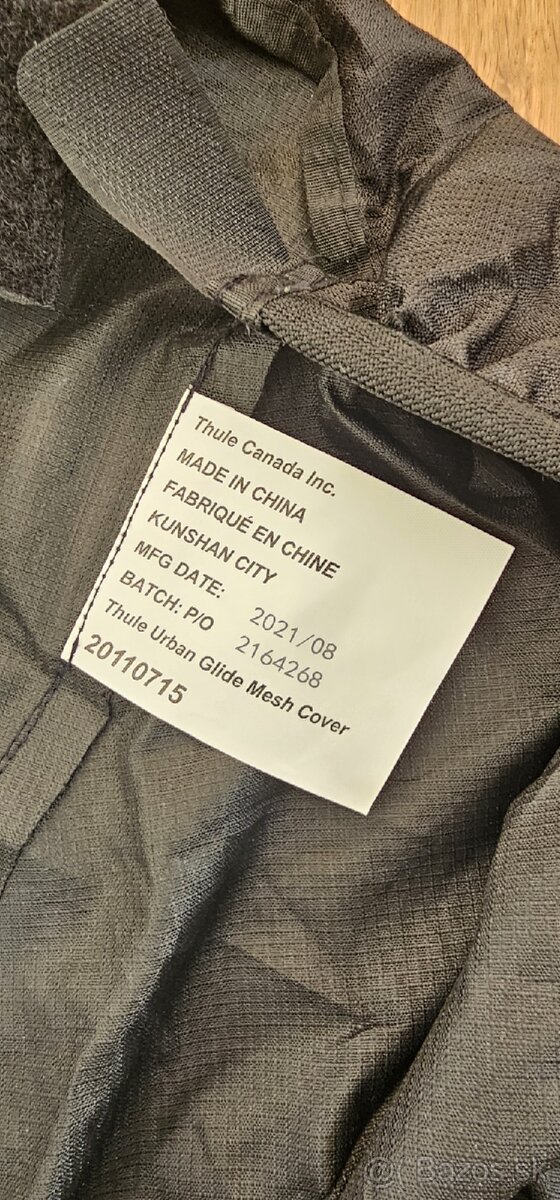 Thule Canada Inc.
MADE IN CHINA
FABRIQUÉ EN CHINE
KUNSHAN CITY
MFG DATE: 2021/08
BATCH: P/O 2164268
Thule Urban Glide Mesh Cover
20110715
© Bazos.sk